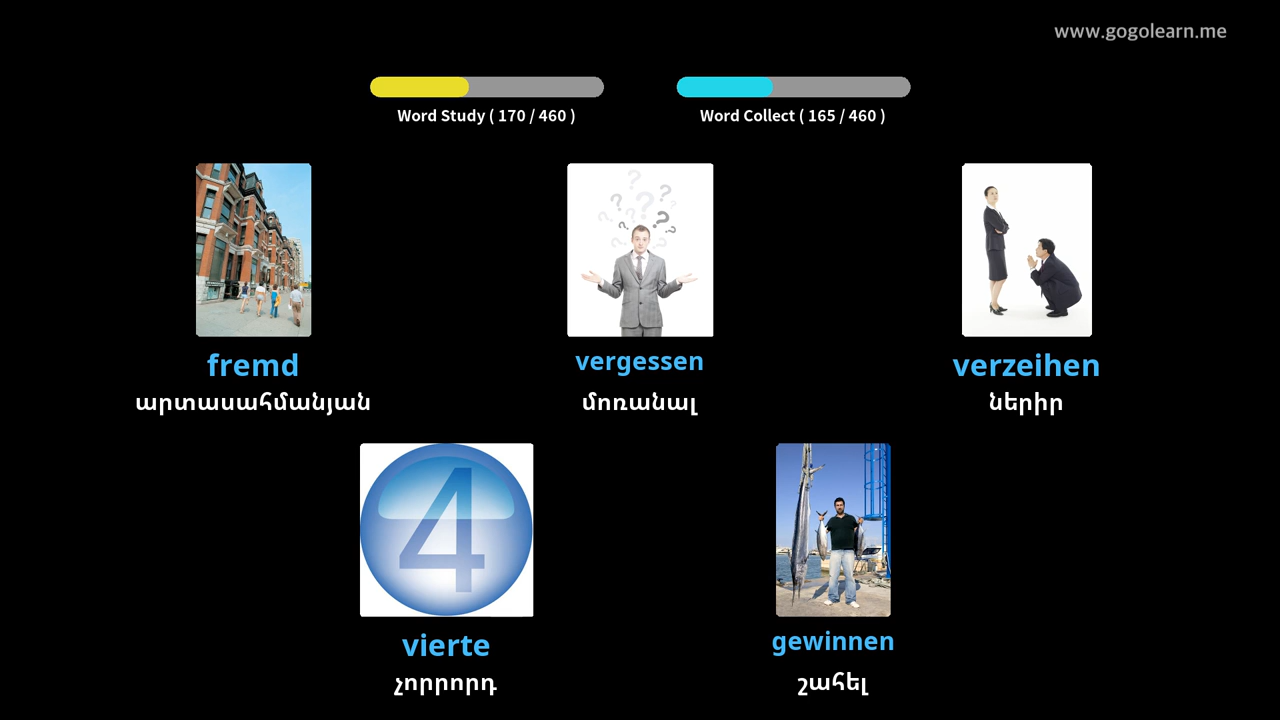 www.gogolearn.me
Word Study ( 170 / 460 )
Word Collect ( 165 / 460 )
fremd
արտասահմանյան
vergessen
մոռանալ
verzeihen
ներիր
4
vierte
չորրորդ
gewinnen
շահել